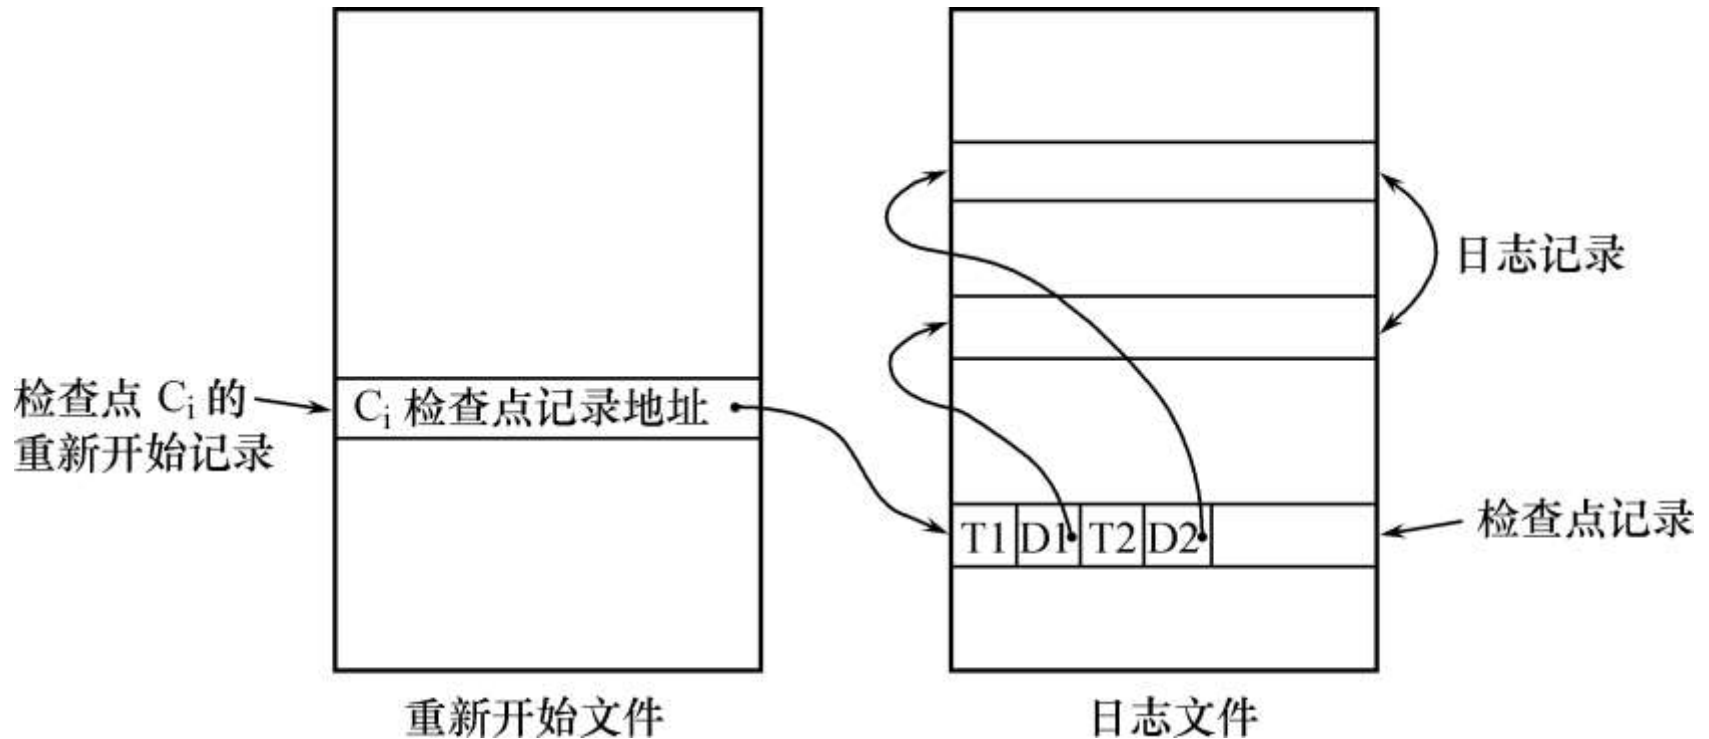 检查点 Ci 的
重新开始记录
Ci 检查点记录地址
重新开始文件
日志记录
T1 D1 T2 D2
检查点记录
日志文件